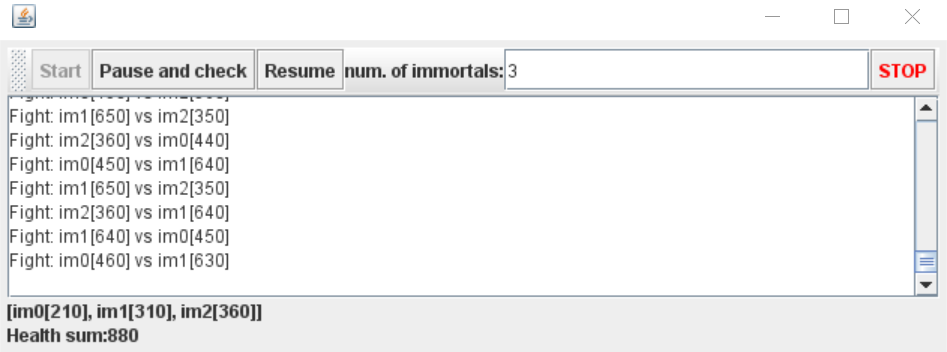 Start Pause and check Resume num. of immortals: 3 STOP
Fight: im1[650] vs im2[350]
Fight: im2[360] vs im0[440]
Fight: im0[450] vs im1[640]
Fight: im1[650] vs im2[350]
Fight: im2[360] vs im1[640]
Fight: im1[640] vs im0[450]
Fight: im0[460] vs im1[630]
[im0[210], im1[310], im2[360]]
Health sum:880